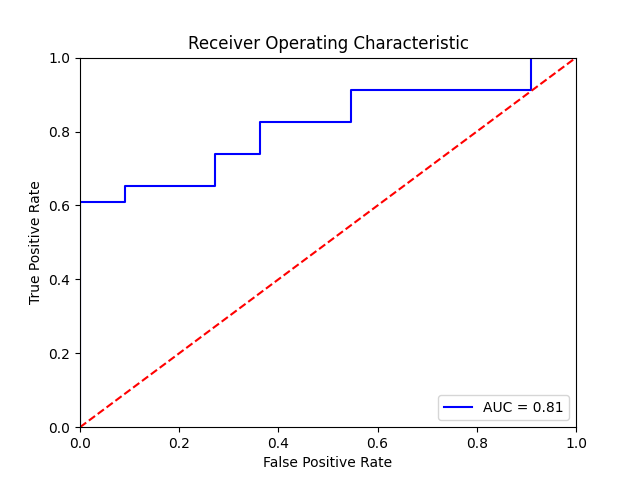 Receiver Operating Characteristic
1.0
0.8
0.6
0.4
0.2
0.0
True Positive Rate
AUC = 0.81
0.0 0.2 0.4 0.6 0.8 1.0
False Positive Rate